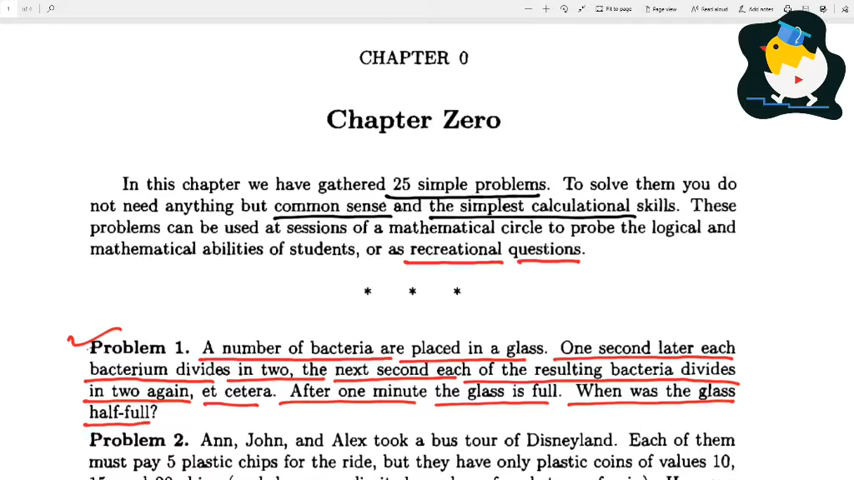 1 of 4 Fit to page Page view Read aloud Add notes
CHAPTER 0
Chapter Zero
In this chapter we have gathered 25 simple problems. To solve them you do
not need anything but common sense and the simplest calculational skills. These
problems can be used at sessions of a mathematical circle to probe the logical and
mathematical abilities of students, or as recreational questions.
* * *
Problem 1. A number of bacteria are placed in a glass. One second later each
bacterium divides in two, the next second each of the resulting bacteria divides
in two again, et cetera. After one minute the glass is full. When was the glass
half-full?
Problem 2. Ann, John, and Alex took a bus tour of Disneyland. Each of them
must pay 5 plastic chips for the ride, but they have only plastic coins of values 10,